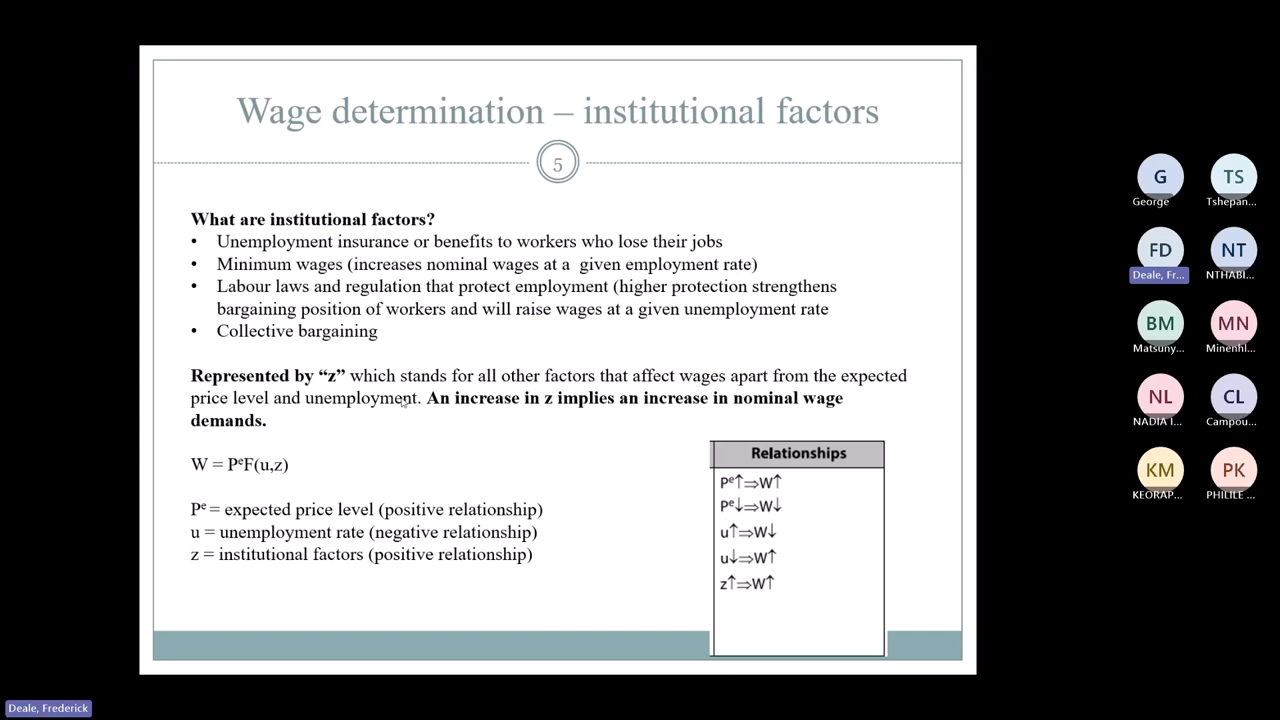 Wage determination – institutional factors
5
What are institutional factors?
• Unemployment insurance or benefits to workers who lose their jobs
• Minimum wages (increases nominal wages at a given employment rate)
• Labour laws and regulation that protect employment (higher protection strengthens
bargaining position of workers and will raise wages at a given unemployment rate
• Collective bargaining
Represented by “z” which stands for all other factors that affect wages apart from the expected
price level and unemployment. An increase in z implies an increase in nominal wage
demands.
W = PᵉF(u,z)
Pᵉ = expected price level (positive relationship)
u = unemployment rate (negative relationship)
z = institutional factors (positive relationship)
Relationships
Pᵉ↑⇒W↑
Pᵉ↓⇒W↓
u↑⇒W↓
u↓⇒W↑
z↑⇒W↑
G TS
George Tshepan...
FD NT
Deale, Fr... NTHABI...
BM MN
Matsuny... Minenhl...
NL CL
NADIA I... Campou...
KM PK
KEORAP... PHILILE ...
Deale, Frederick